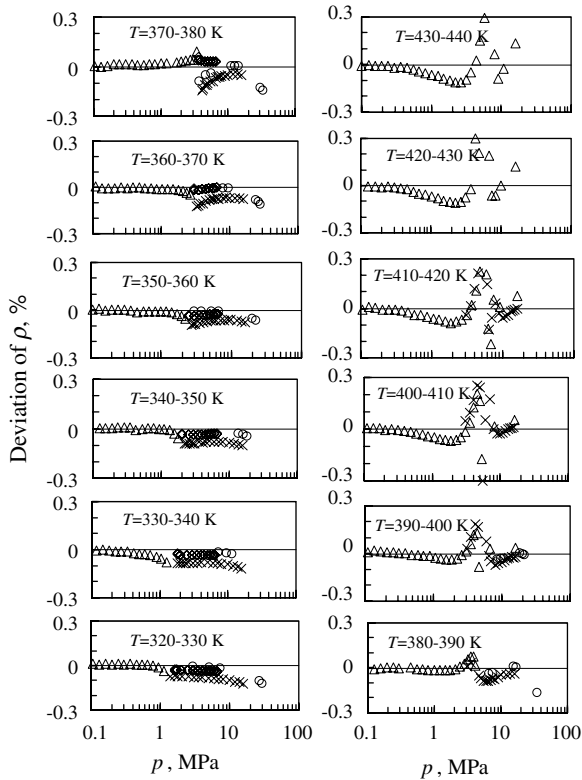 0.3
T=370-380 K
0
-0.3
0.3
T=360-370 K
0
-0.3
0.3
T=350-360 K
0
-0.3
0.3
T=340-350 K
0
-0.3
0.3
T=330-340 K
0
-0.3
0.3
T=320-330 K
0
-0.3
0.1 1 10 100
p , MPa
Deviation of ρ, %
0.3
T=430-440 K
0
-0.3
0.3
T=420-430 K
0
-0.3
0.3
T=410-420 K
0
-0.3
0.3
T=400-410 K
0
-0.3
0.3
T=390-400 K
0
-0.3
0.3
T=380-390 K
0
-0.3
0.1 1 10 100
p , MPa